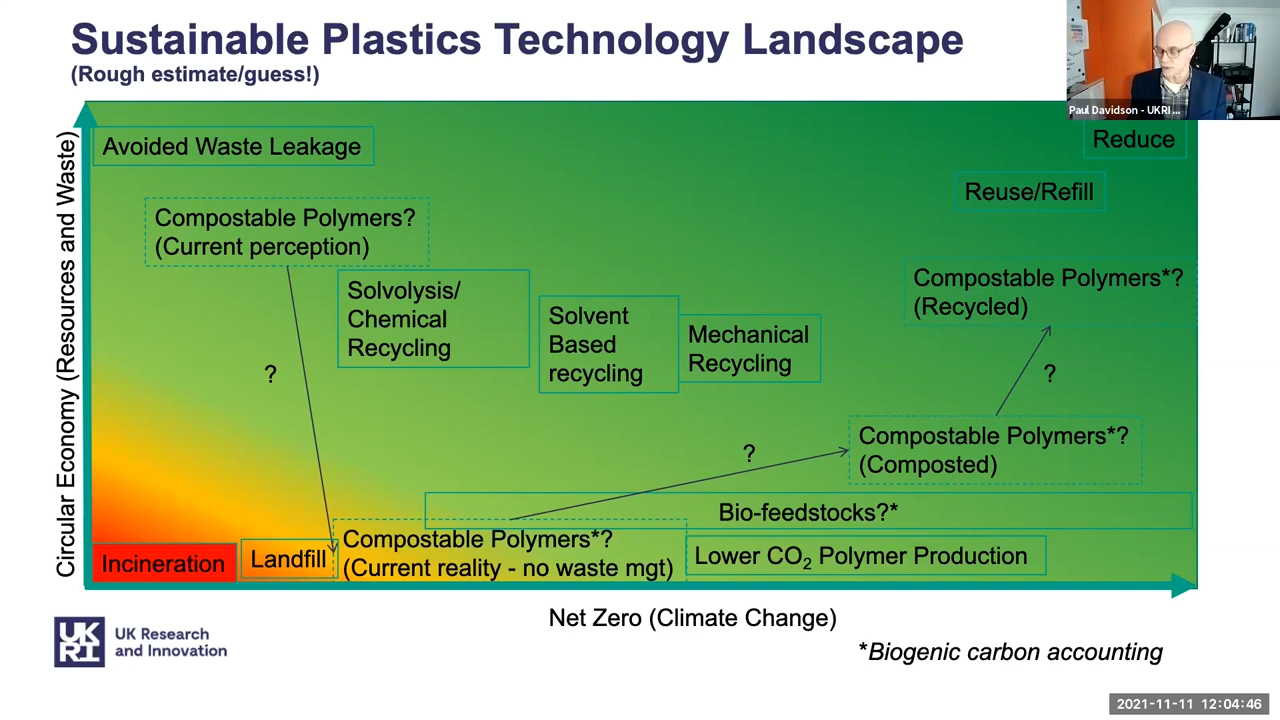 Sustainable Plastics Technology Landscape
(Rough estimate/guess!)
Paul Davidson - UKRI ...
Circular Economy (Resources and Waste)
Avoided Waste Leakage
Reduce
Reuse/Refill
Compostable Polymers?
(Current perception)
Compostable Polymers*?
(Recycled)
Solvolysis/
Chemical
Recycling
Solvent
Based
recycling
Mechanical
Recycling
?
?
?
Compostable Polymers*?
(Composted)
Bio-feedstocks?*
Incineration
Landfill
Compostable Polymers*?
(Current reality - no waste mgt)
Lower CO₂ Polymer Production
Net Zero (Climate Change)
UK
RI
UK Research
and Innovation
*Biogenic carbon accounting
2021-11-11 12:04:46